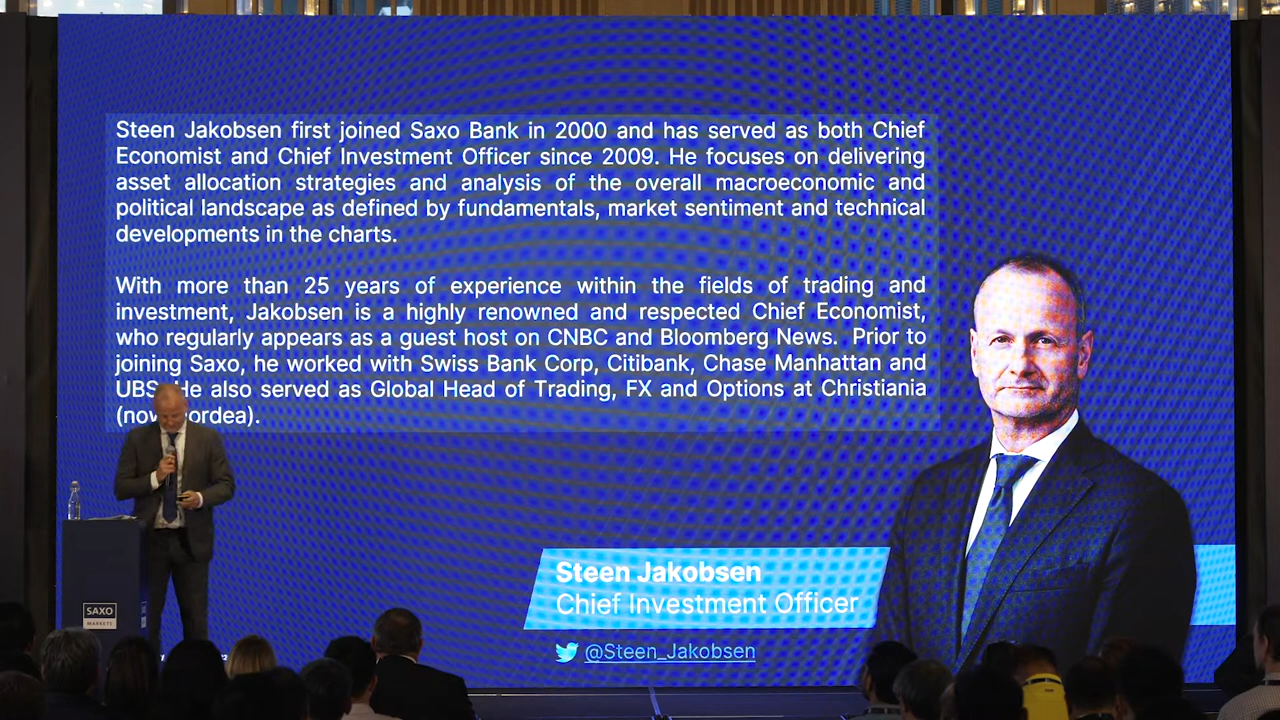 Steen Jakobsen first joined Saxo Bank in 2000 and has served as both Chief
Economist and Chief Investment Officer since 2009. He focuses on delivering
asset allocation strategies and analysis of the overall macroeconomic and
political landscape as defined by fundamentals, market sentiment and technical
developments in the charts.
With more than 25 years of experience within the fields of trading and
investment, Jakobsen is a highly renowned and respected Chief Economist,
who regularly appears as a guest host on CNBC and Bloomberg News. Prior to
joining Saxo, he worked with Swiss Bank Corp, Citibank, Chase Manhattan and
UBS. He also served as Global Head of Trading, FX and Options at Christiania
(now Nordea).
Steen Jakobsen
Chief Investment Officer
@Steen_Jakobsen
SAXO
MARKETS